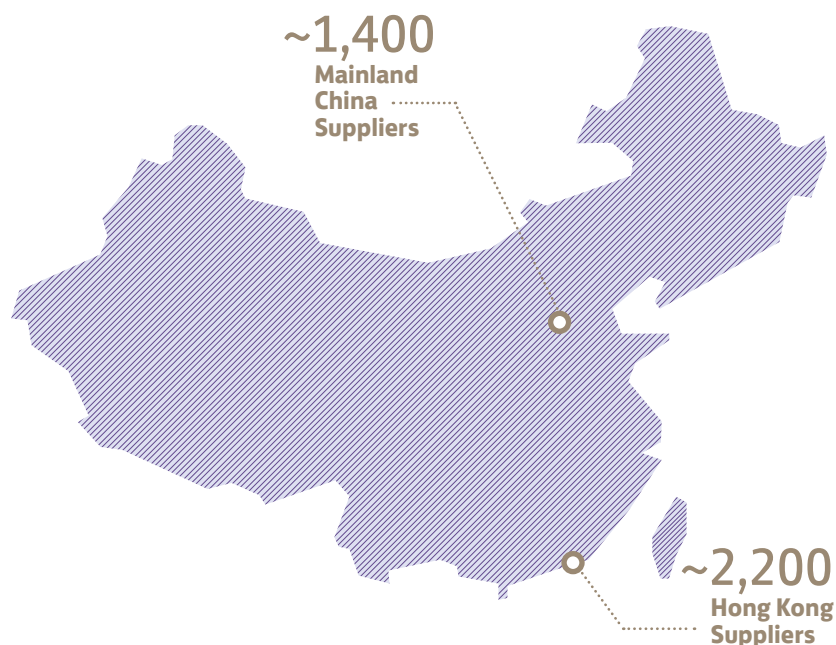 ~1,400
Mainland
China
Suppliers
~2,200
Hong Kong
Suppliers